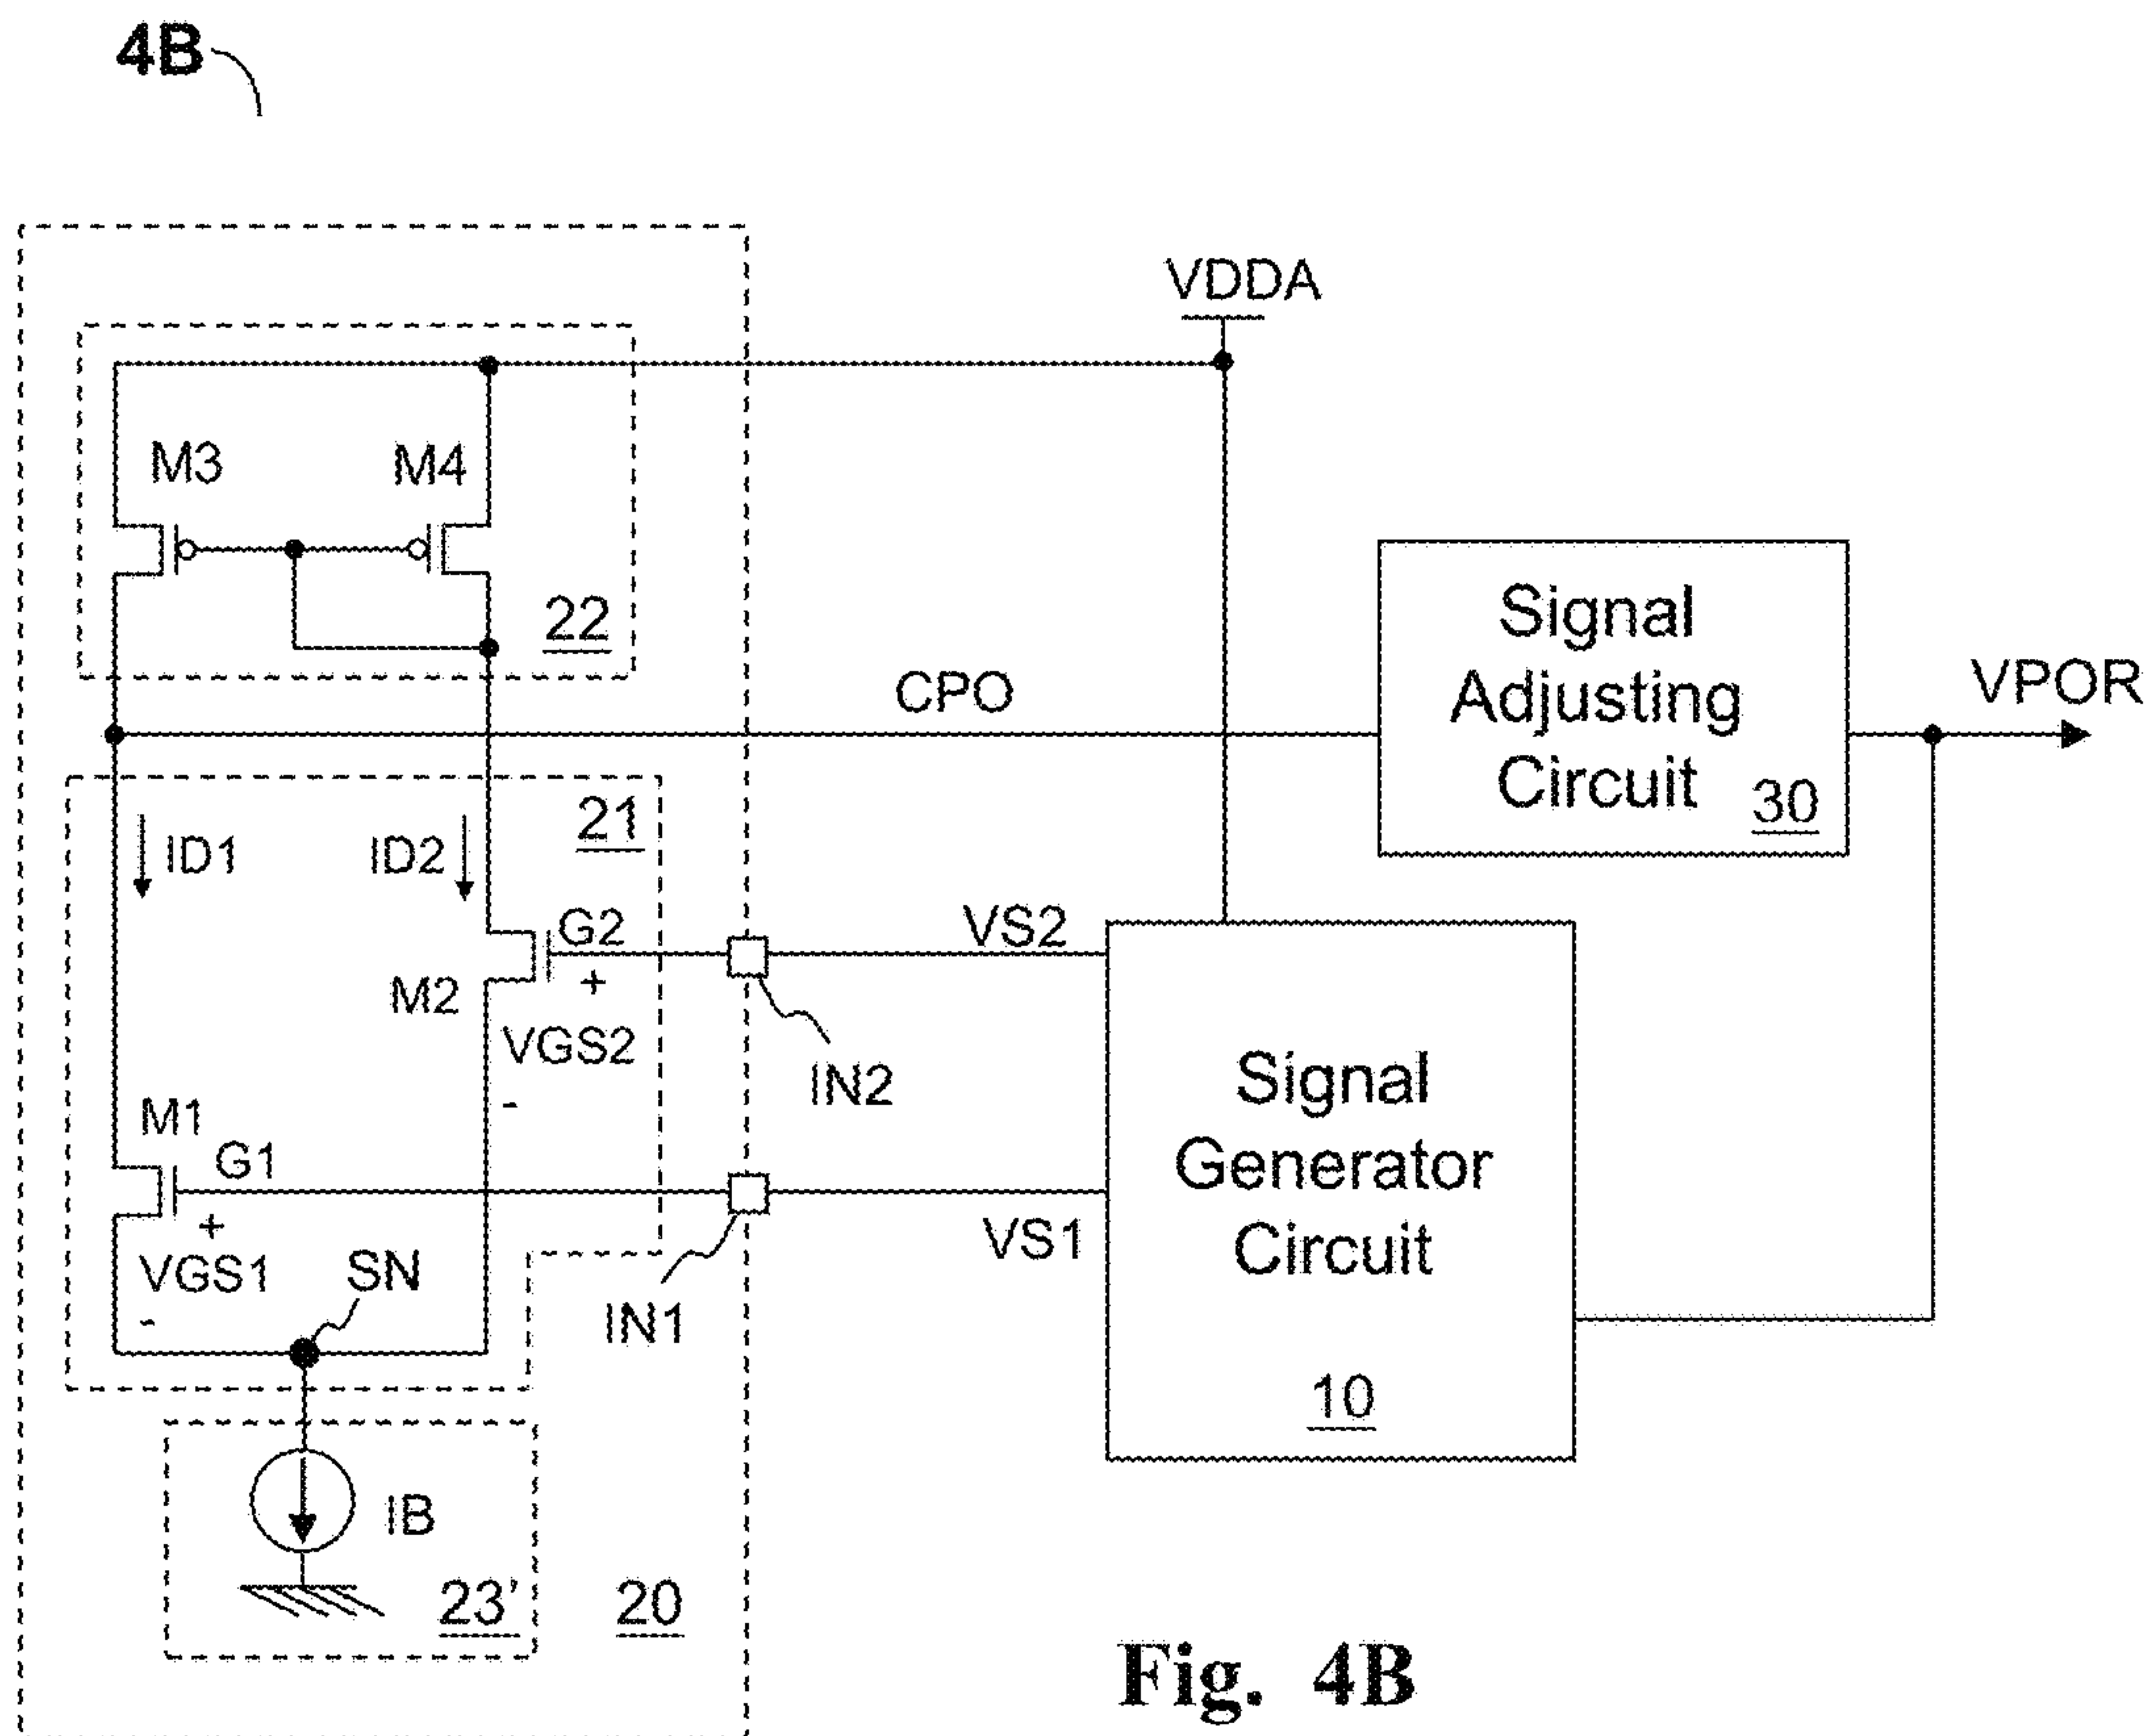 4B
VDDA
M3
M4
22
CPO
Signal
Adjusting
Circuit
30
VPOR
21
ID1
ID2
G2
+
M2
VGS2
-
VS2
IN2
M1
G1
+
VGS1
-
SN
IN1
VS1
Signal
Generator
Circuit
10
IB
23'
20
Fig. 4B